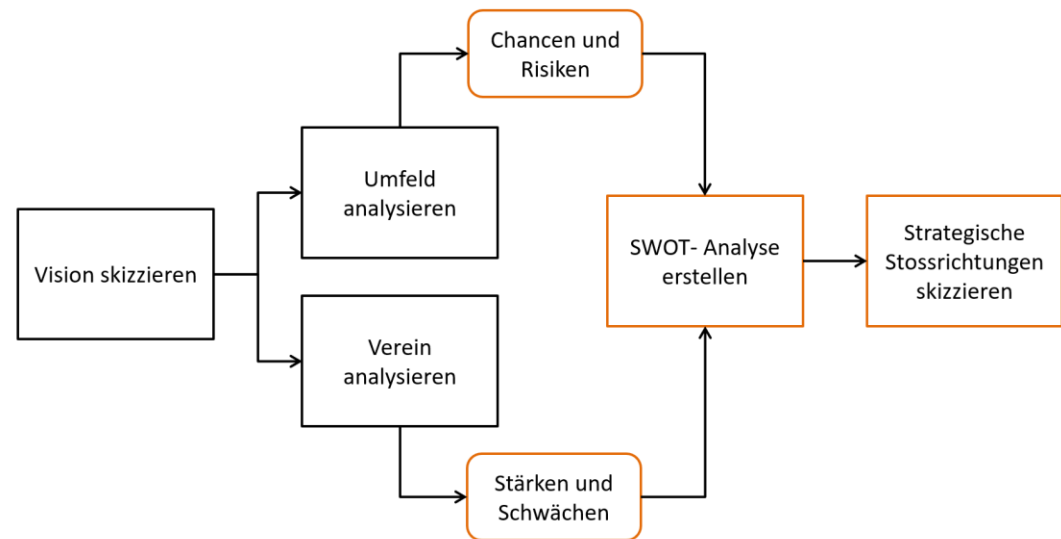 Chancen und
Risiken
Umfeld
analysieren
Vision skizzieren
SWOT- Analyse
erstellen
Strategische
Stossrichtungen
skizzieren
Verein
analysieren
Stärken und
Schwächen